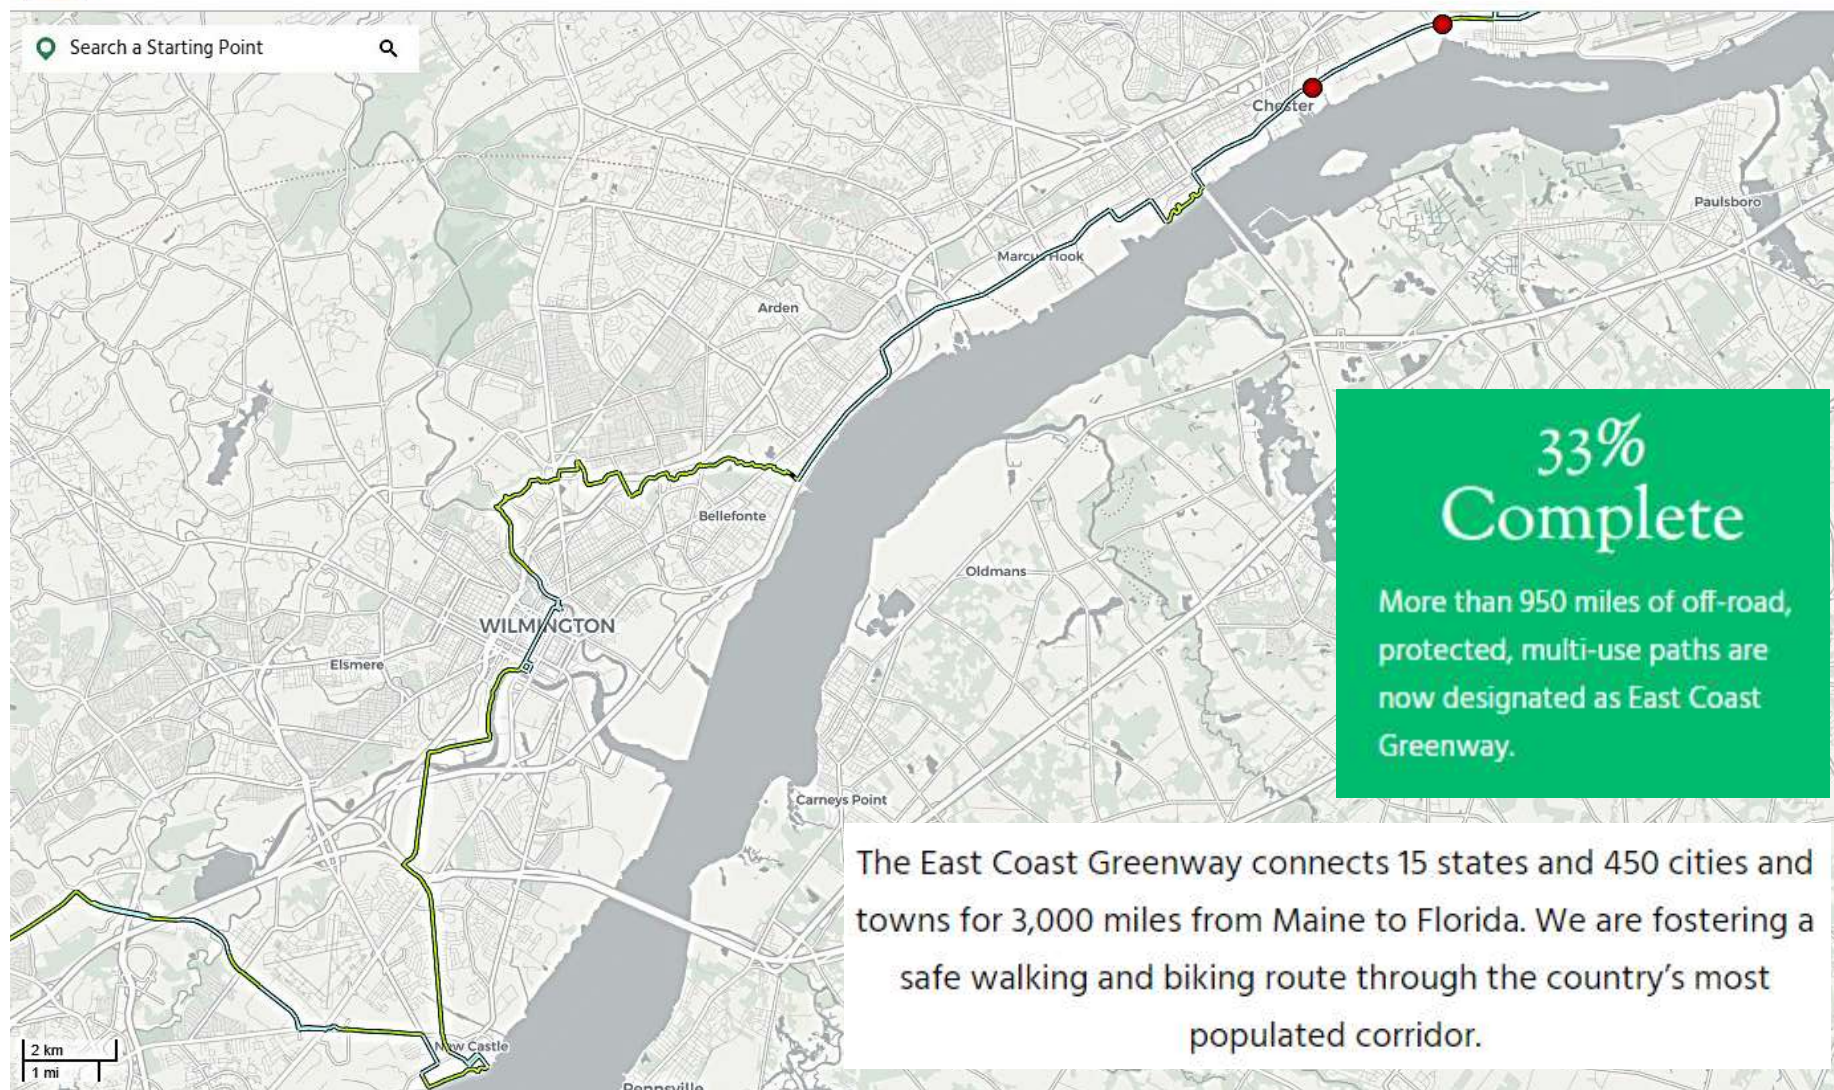 Search a Starting Point
Chester
Paulsboro
Marcus Hook
Arden
33%
Complete
Bellefonte
Oldmans
More than 950 miles of off-road,
protected, multi-use paths are
now designated as East Coast
Greenway.
WILMINGTON
Elsmere
Carneys Point
The East Coast Greenway connects 15 states and 450 cities and
towns for 3,000 miles from Maine to Florida. We are fostering a
safe walking and biking route through the country's most
populated corridor.
New Castle
2 km
1 mi
Pennsville